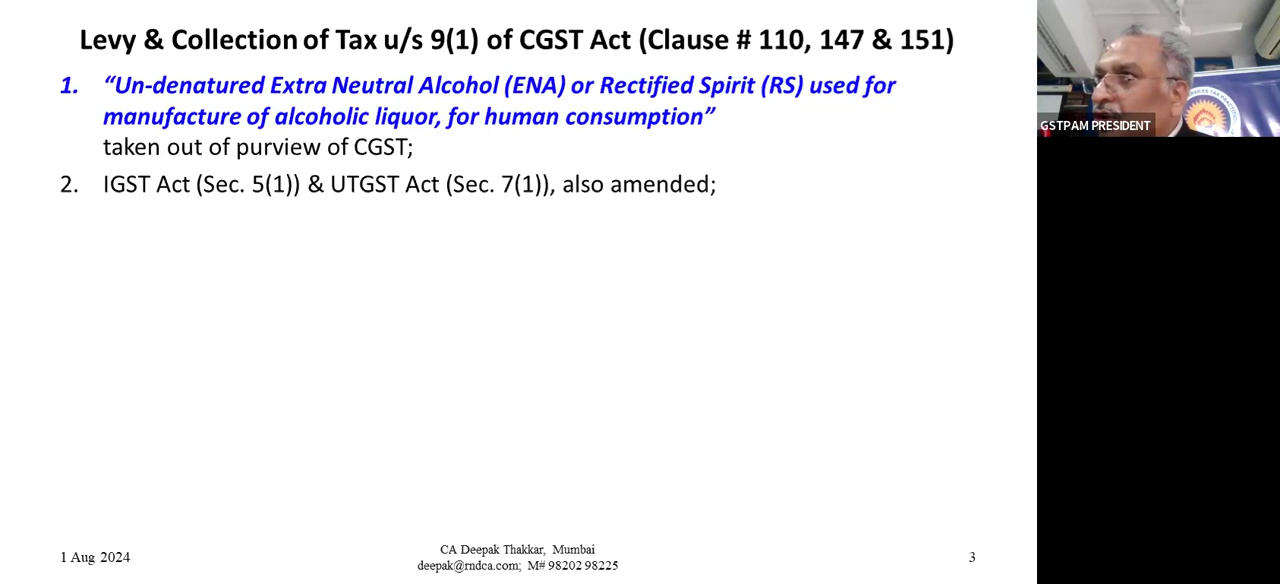 Levy & Collection of Tax u/s 9(1) of CGST Act (Clause # 110, 147 & 151)
1. “Un-denatured Extra Neutral Alcohol (ENA) or Rectified Spirit (RS) used for
manufacture of alcoholic liquor, for human consumption”
taken out of purview of CGST;
2. IGST Act (Sec. 5(1)) & UTGST Act (Sec. 7(1)), also amended;
GSTPAM PRESIDENT
1 Aug 2024
CA Deepak Thakkar, Mumbai
deepak@rndca.com; M# 98202 98225
3